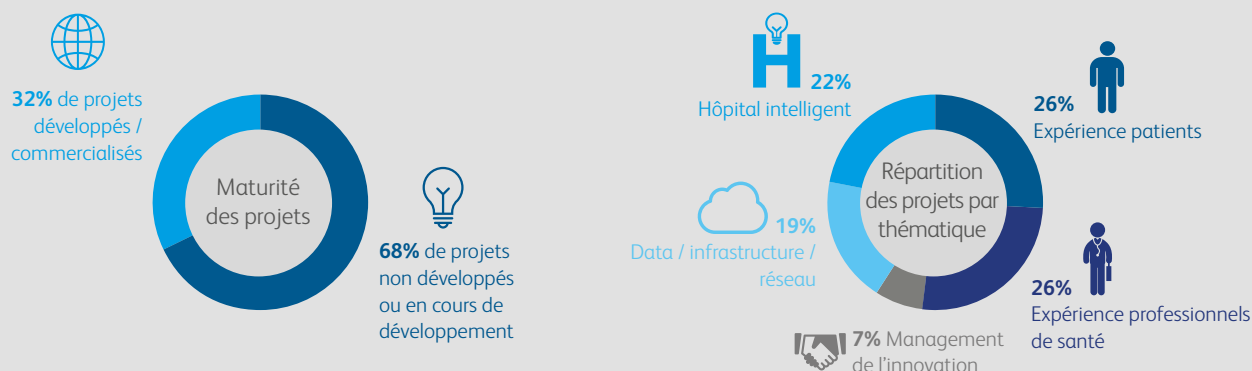 32% de projets
développés /
commercialisés
Maturité
des projets
68% de projets
non développés
ou en cours de
développement
H
22%
Hôpital intelligent
26%
Expérience patients
Répartition
des projets par
thématique
19%
Data / infrastructure /
réseau
26%
Expérience professionnels
de santé
7% Management
de l'innovation